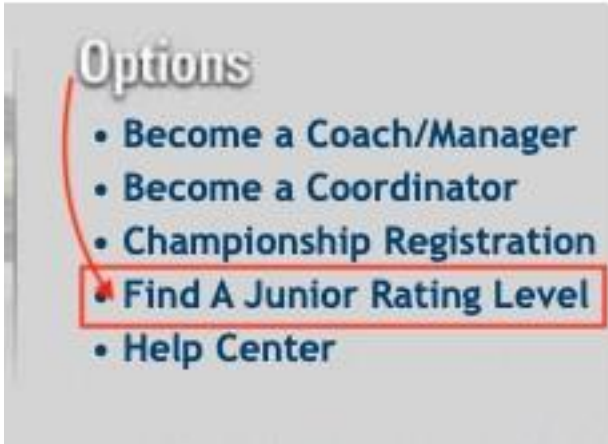 Options
• Become a Coach/Manager
• Become a Coordinator
• Championship Registration
• Find A Junior Rating Level
• Help Center